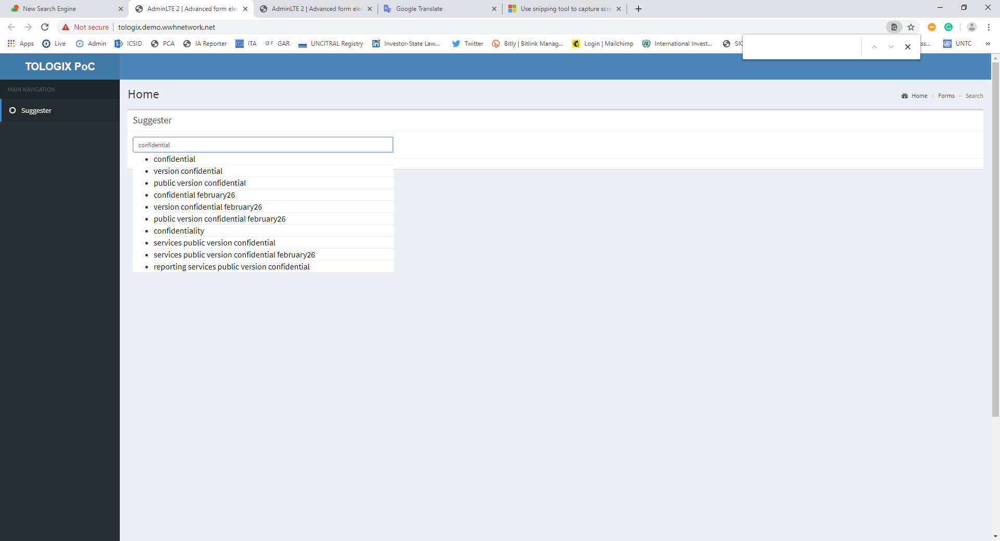 New Search Engine
AdminLTE 2 | Advanced form eler
AdminLTE 2 | Advanced form eler
Google Translate
Use snipping tool to capture scre
Not secure
tologix.demo.wwhnetwork.net
Apps
Live
Admin
ICSID
PCA
IA Reporter
ITA
GAR
UNCITRAL Registry
Investor-State Law...
Twitter
Bitly | Bitlink Manag...
Login | Mailchimp
International Invest...
UNTC
TOLOGIX PoC
MAIN NAVIGATION
Suggester
Home
Home > Forms > Search
Suggester
confidential
confidential
version confidential
public version confidential
confidential february26
version confidential february26
public version confidential february26
confidentiality
services public version confidential
services public version confidential february26
reporting services public version confidential